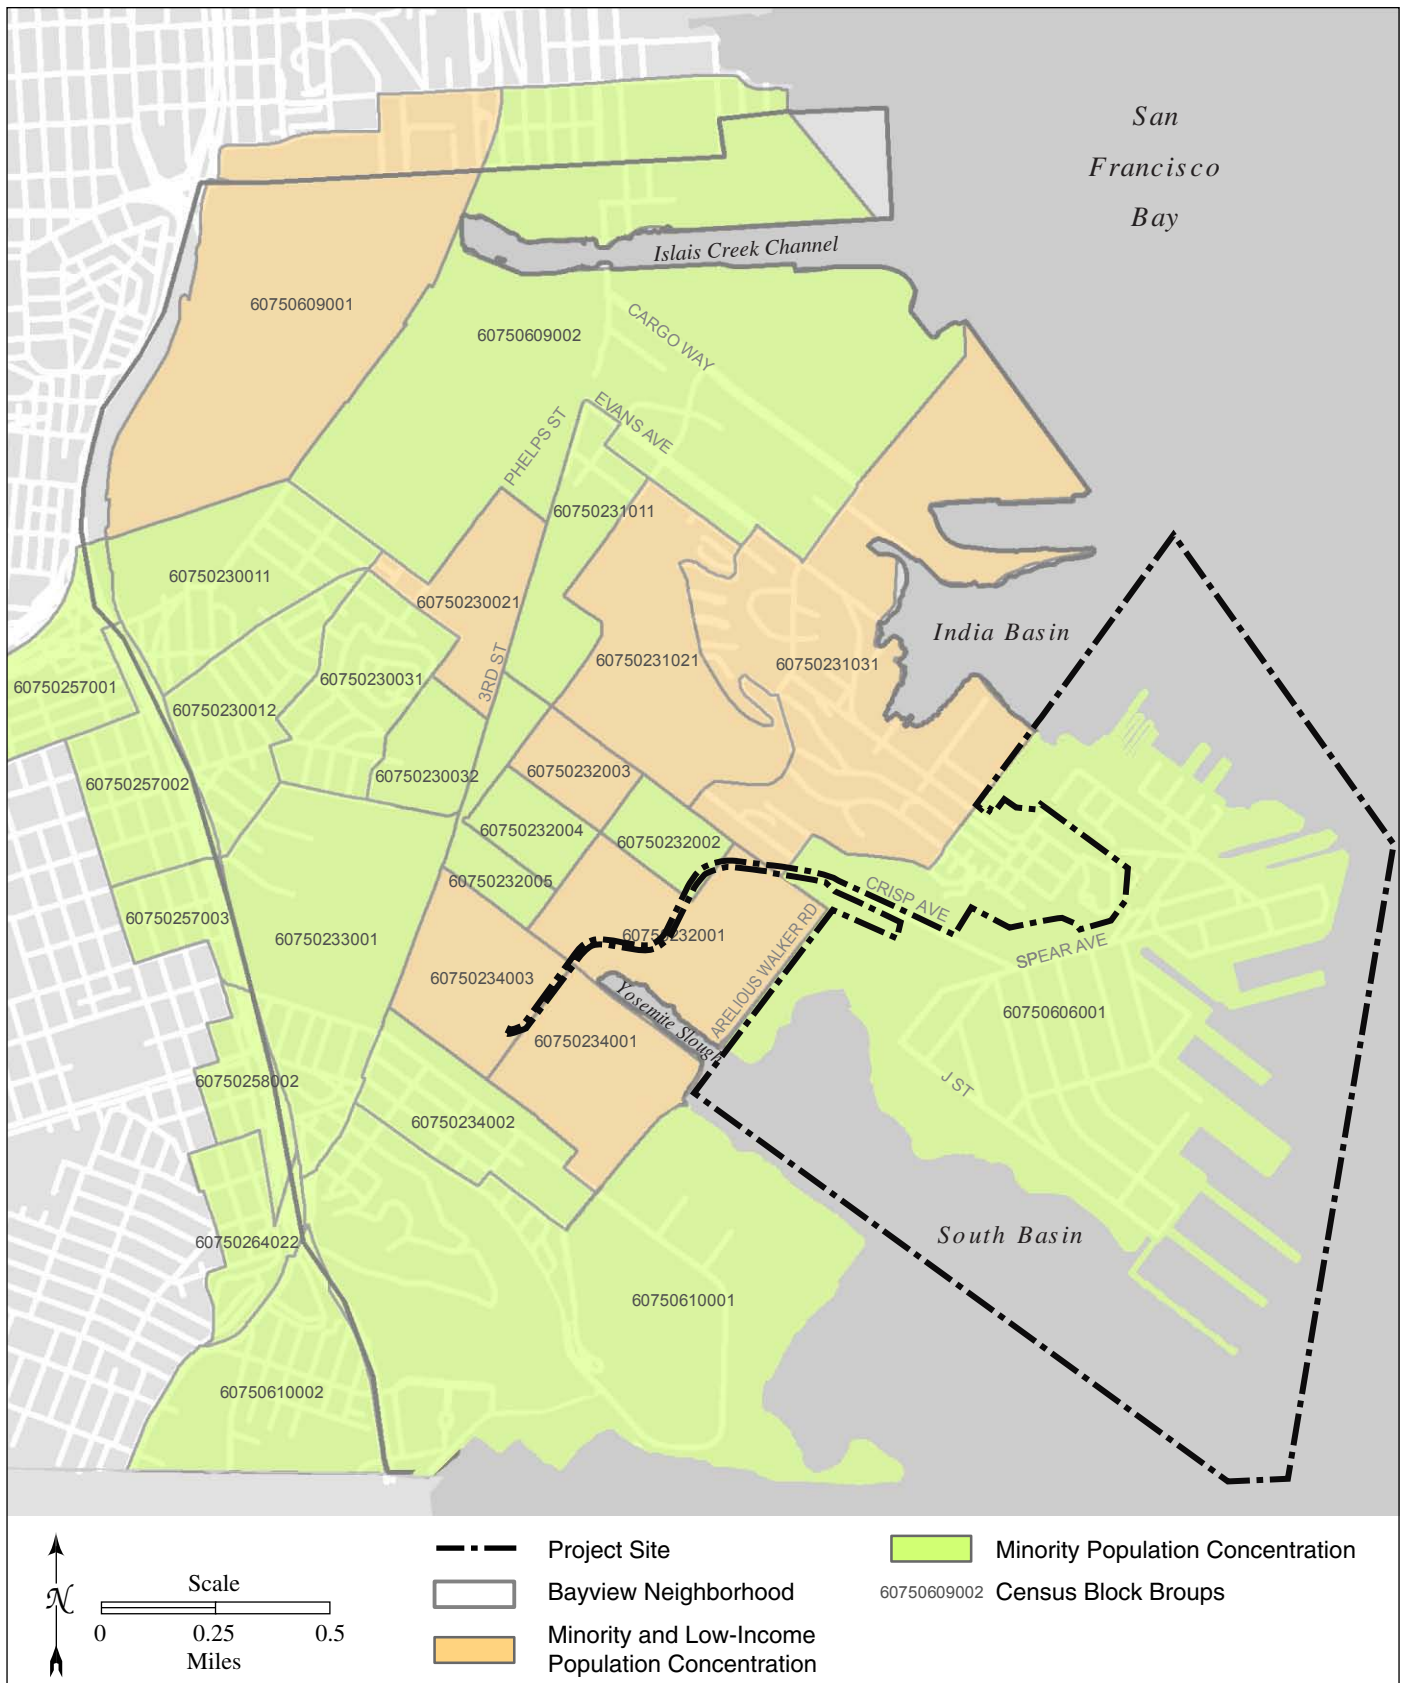 San
Francisco
Bay
Islais Creek Channel
60750609001
60750609002
CARGO WAY
EVANS AVE
PHELPS ST
60750231011
60750230011
60750230021
India Basin
3RD ST
60750231021
60750231031
60750257001
60750230031
60750230012
60750257002
60750230032
60750232003
60750232004
60750232002
60750232005
CRISP AVE
60750257003
60750233001
60750232001
ARELIOUS WALKER RD
SPEAR AVE
60750234003
Yosemite Slough
60750606001
60750234001
60750258002
J ST
60750234002
60750264022
South Basin
60750610001
60750610002
N
Scale
0 0.25 0.5
Miles
Project Site
Bayview Neighborhood
Minority and Low-Income
Population Concentration
Minority Population Concentration
60750609002 Census Block Broups